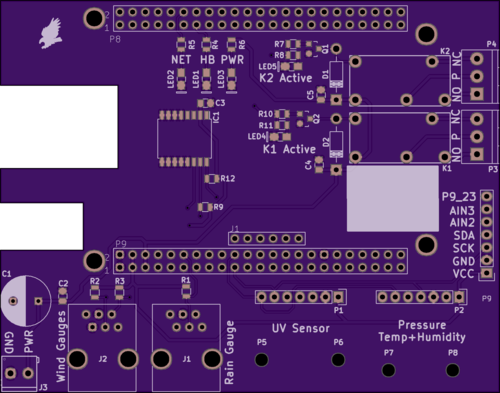 P8
2
1
R5
R4
R6
NET HB PWR
LED2
LED1
LED3
C3
IC1
R7
R8
Q1
LED5
K2 Active
D1
C5
K2
P4
NO P NC
R10
R11
Q2
LED4
K1 Active
D2
C4
K1
P3
NO P NC
R12
R9
J1
P9
2
1
P9_23
AIN3
AIN2
SDA
SCK
GND
VCC
P9
C1
C2
R2
R3
R1
GND
PWR
J3
Wind Gauges
J2
J1
Rain Gauge
P1
UV Sensor
P5
P6
P2
Pressure
Temp+Humidity
P7
P8